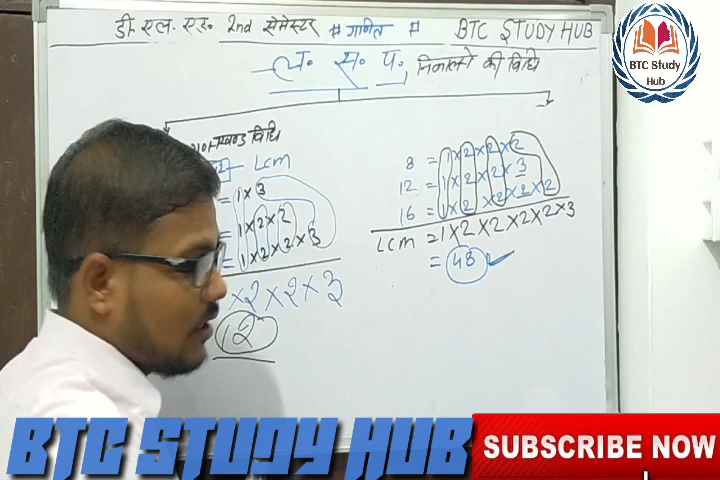 डी. एल. एड. 2nd सेमेस्टर # गणित # BTC STUDY HUB
BTC Study
Hub
ल. स. प. निकालने की विधि
खण्ड विधि
LCM
= 1 × 3
= 1 × 2 × 2
= 1 × 2 × 2 × 3
× 2 × 2 × 3
12
8 = 1 × 2 × 2 × 2
12 = 1 × 2 × 2 × 3
16 = 1 × 2 × 2 × 2 × 2
LCM = 1 × 2 × 2 × 2 × 2 × 3
= 48
BTC STUDY HUB
SUBSCRIBE NOW